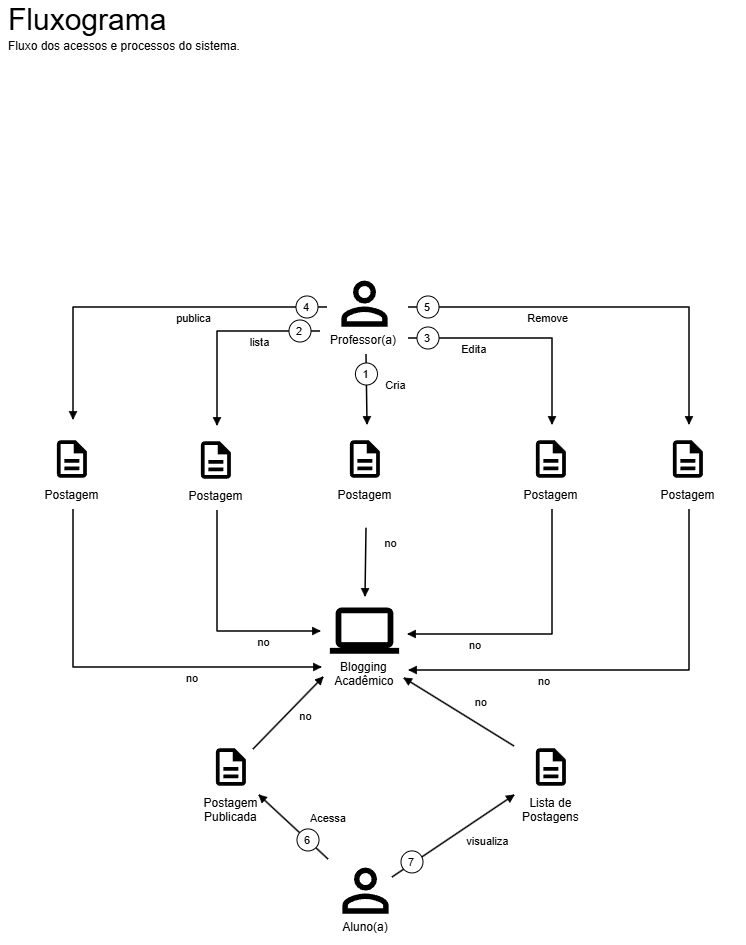 Fluxograma
Fluxo dos acessos e processos do sistema.
4
5
publica
Remove
2
3
lista
Professor(a)
Edita
1
Cria
Postagem
Postagem
Postagem
Postagem
Postagem
no
no
no
Blogging
Acadêmico
no
no
no
no
Postagem
Publicada
Lista de
Postagens
Acessa
6
visualiza
7
Aluno(a)